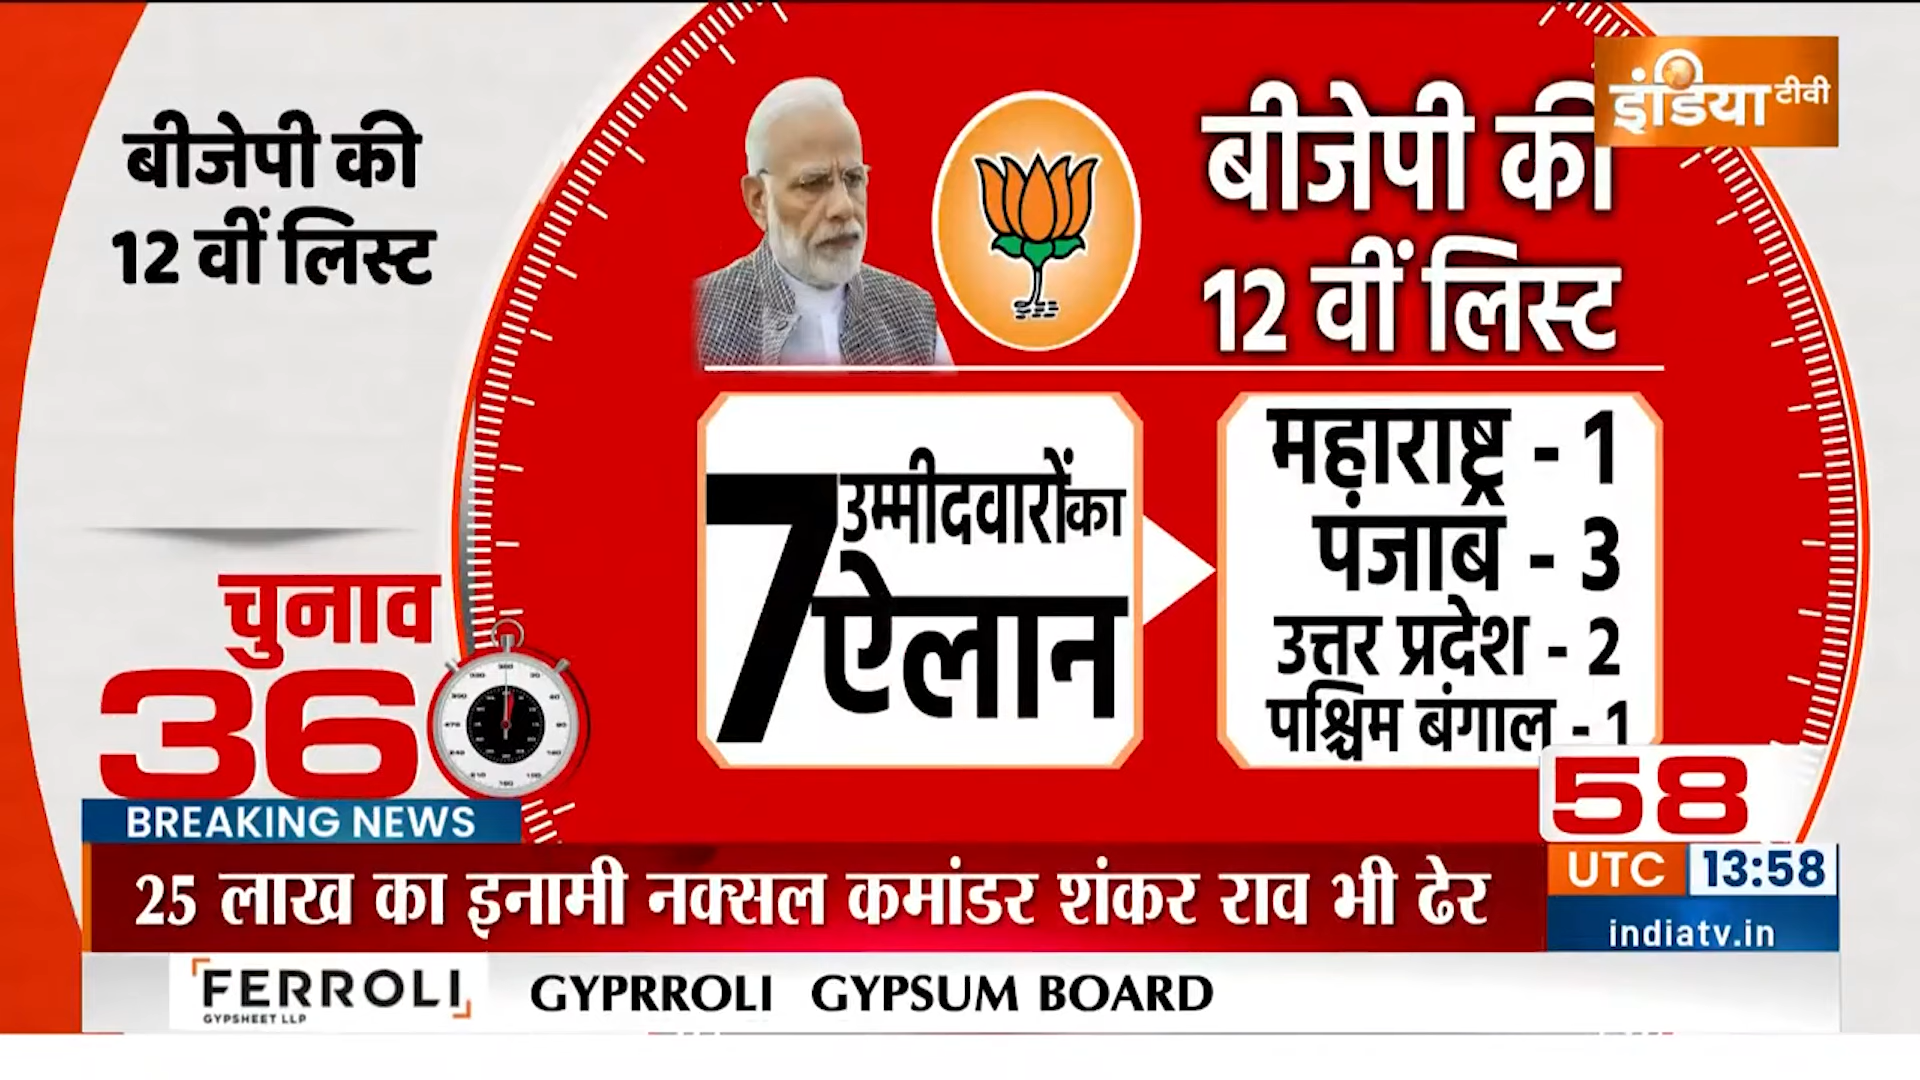 बीजेपी की
12 वीं लिस्ट
चुनाव
36
बीजेपी की
12 वीं लिस्ट
इंडिया टीवी
7 उम्मीदवारों का
ऐलान
महाराष्ट्र - 1
पंजाब - 3
उत्तर प्रदेश - 2
पश्चिम बंगाल - 1
58
BREAKING NEWS
25 लाख का इनामी नक्सल कमांडर शंकर राव भी ढेर
UTC 13:58
indiatv.in
FERROLI
GYPSHEET LLP
GYPRROLI GYPSUM BOARD